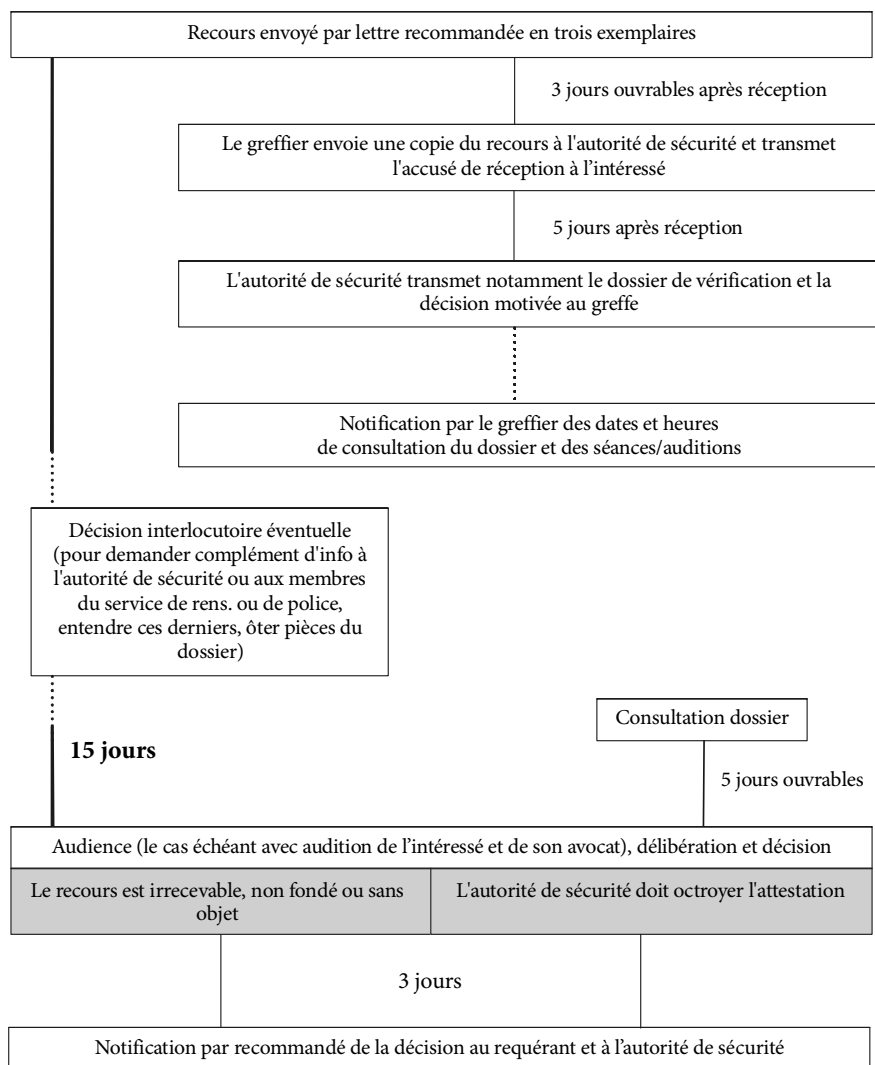 Recours envoyé par lettre recommandée en trois exemplaires
3 jours ouvrables après réception
Le greffier envoie une copie du recours à l'autorité de sécurité et transmet
l'accusé de réception à l'intéressé
5 jours après réception
L'autorité de sécurité transmet notamment le dossier de vérification et la
décision motivée au greffe
Notification par le greffier des dates et heures
de consultation du dossier et des séances/auditions
Décision interlocutoire éventuelle
(pour demander complément d'info à
l'autorité de sécurité ou aux membres
du service de rens. ou de police,
entendre ces derniers, ôter pièces du
dossier)
Consultation dossier
15 jours
5 jours ouvrables
Audience (le cas échéant avec audition de l'intéressé et de son avocat), délibération et décision
Le recours est irrecevable, non fondé ou sans
objet
L'autorité de sécurité doit octroyer l'attestation
3 jours
Notification par recommandé de la décision au requérant et à l'autorité de sécurité